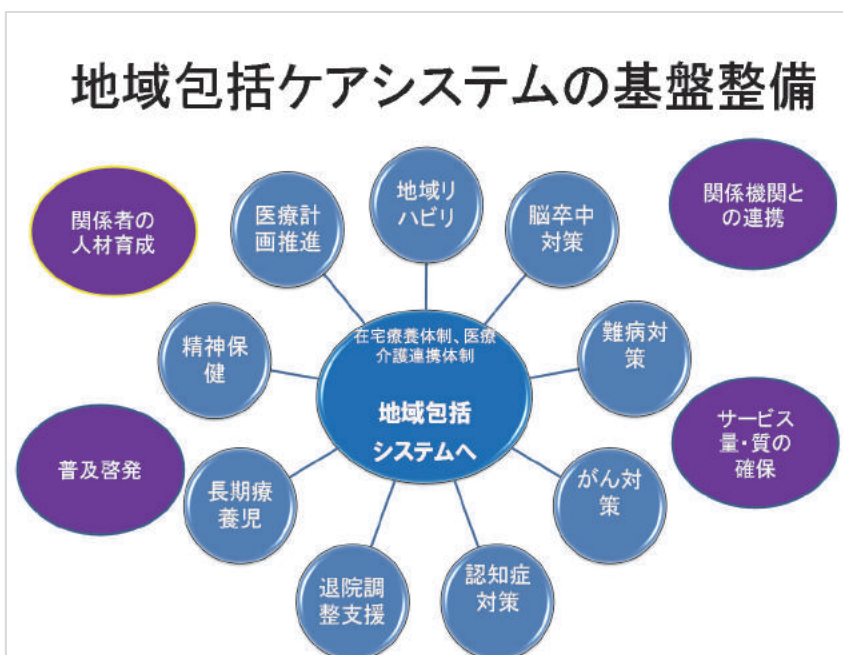 地域包括ケアシステムの基盤整備
関係者の
人材育成
医療計
画推進
地域リ
ハビリ
脳卒中
対策
関係機関と
の連携
精神保
健
在宅療養体制、医療
介護連携体制
地域包括
システムへ
難病対
策
普及啓発
長期療
養児
がん対
策
サービス
量・質の
確保
退院調
整支援
認知症
対策